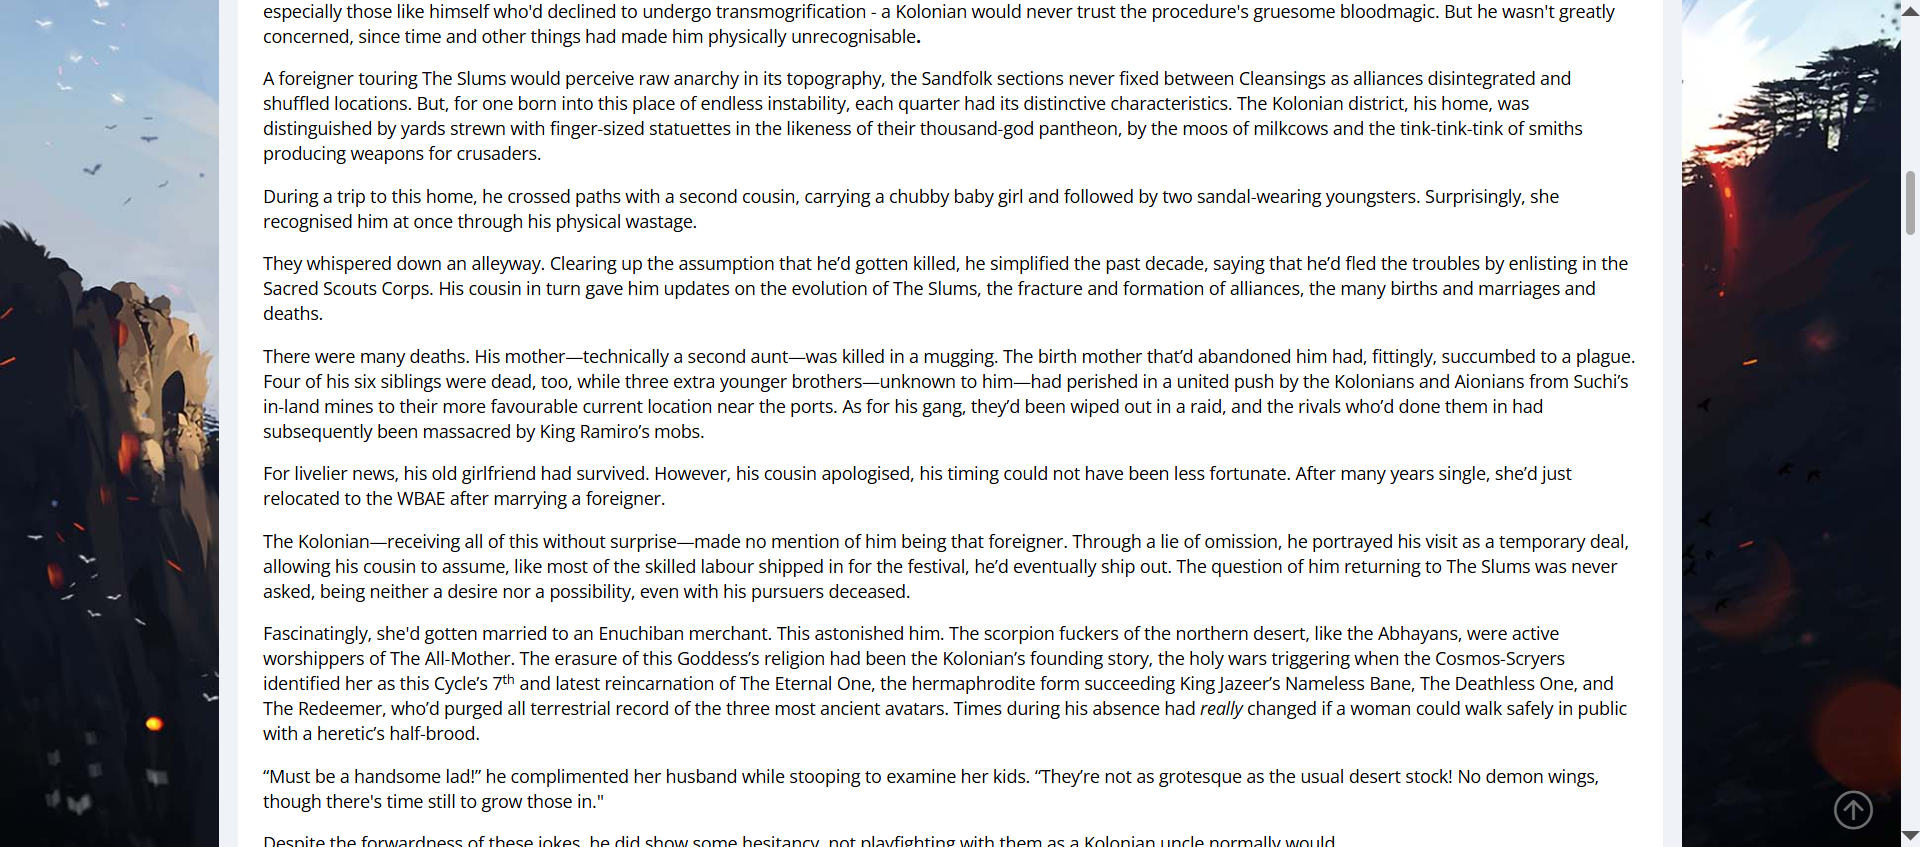 especially those like himself who'd declined to undergo transmogrification - a Kolonian would never trust the procedure's gruesome bloodmagic. But he wasn't greatly
concerned, since time and other things had made him physically unrecognisable.
A foreigner touring The Slums would perceive raw anarchy in its topography, the Sandfolk sections never fixed between Cleansings as alliances disintegrated and
shuffled locations. But, for one born into this place of endless instability, each quarter had its distinctive characteristics. The Kolonian district, his home, was
distinguished by yards strewn with finger-sized statuettes in the likeness of their thousand-god pantheon, by the moos of milkcows and the tink-tink-tink of smiths
producing weapons for crusaders.
During a trip to this home, he crossed paths with a second cousin, carrying a chubby baby girl and followed by two sandal-wearing youngsters. Surprisingly, she
recognised him at once through his physical wastage.
They whispered down an alleyway. Clearing up the assumption that he’d gotten killed, he simplified the past decade, saying that he’d fled the troubles by enlisting in the
Sacred Scouts Corps. His cousin in turn gave him updates on the evolution of The Slums, the fracture and formation of alliances, the many births and marriages and
deaths.
There were many deaths. His mother—technically a second aunt—was killed in a mugging. The birth mother that’d abandoned him had, fittingly, succumbed to a plague.
Four of his six siblings were dead, too, while three extra younger brothers—unknown to him—had perished in a united push by the Kolonians and Aionians from Suchi’s
in-land mines to their more favourable current location near the ports. As for his gang, they’d been wiped out in a raid, and the rivals who’d done them in had
subsequently been massacred by King Ramiro’s mobs.
For livelier news, his old girlfriend had survived. However, his cousin apologised, his timing could not have been less fortunate. After many years single, she’d just
relocated to the WBAE after marrying a foreigner.
The Kolonian—receiving all of this without surprise—made no mention of him being that foreigner. Through a lie of omission, he portrayed his visit as a temporary deal,
allowing his cousin to assume, like most of the skilled labour shipped in for the festival, he’d eventually ship out. The question of him returning to The Slums was never
asked, being neither a desire nor a possibility, even with his pursuers deceased.
Fascinatingly, she'd gotten married to an Enuchiban merchant. This astonished him. The scorpion fuckers of the northern desert, like the Abhayans, were active
worshippers of The All-Mother. The erasure of this Goddess’s religion had been the Kolonian’s founding story, the holy wars triggering when the Cosmos-Scryers
identified her as this Cycle’s 7th and latest reincarnation of The Eternal One, the hermaphrodite form succeeding King Jazeer’s Nameless Bane, The Deathless One, and
The Redeemer, who’d purged all terrestrial record of the three most ancient avatars. Times during his absence had really changed if a woman could walk safely in public
with a heretic’s half-brood.
“Must be a handsome lad!” he complimented her husband while stooping to examine her kids. “They’re not as grotesque as the usual desert stock! No demon wings,
though there's time still to grow those in."
Despite the forwardness of these jokes, he did show some hesitancy, not playfighting with them as a Kolonian uncle normally would.